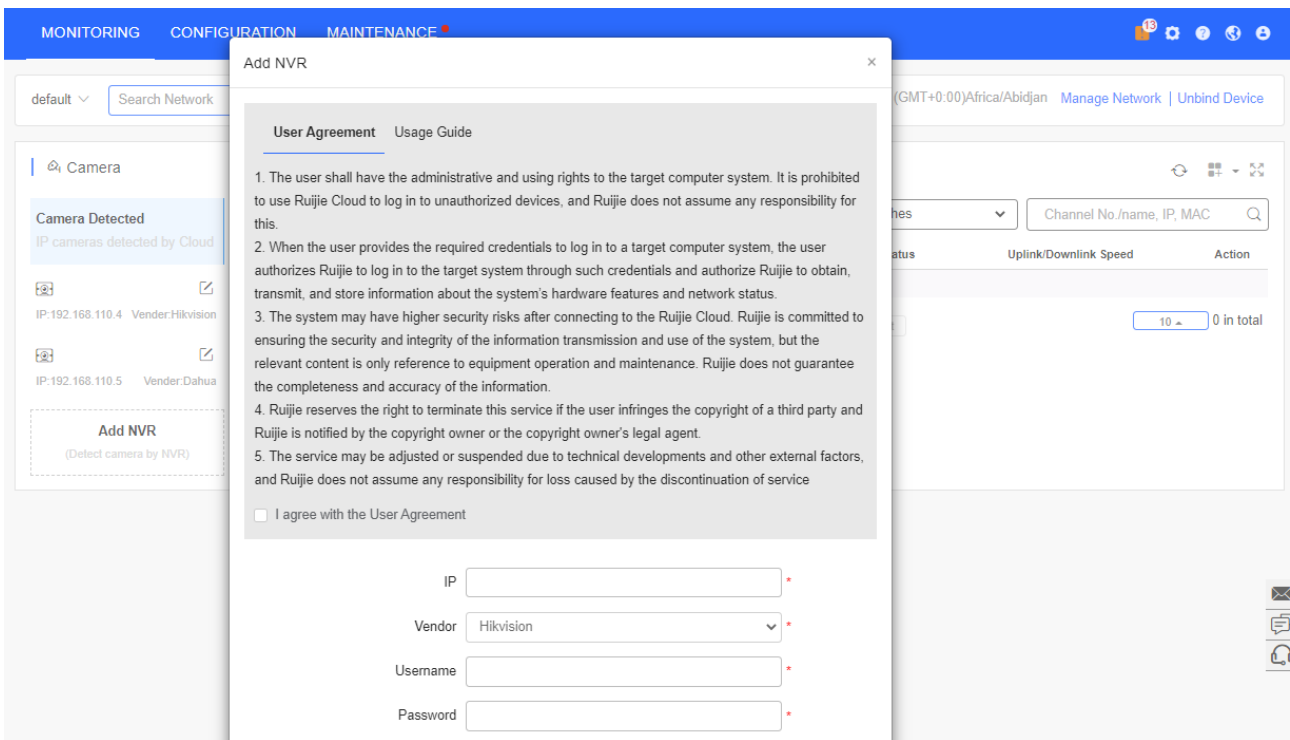 MONITORING CONFIGURATION MAINTENANCE 13
Add NVR ×
default Search Network (GMT+0:00)Africa/Abidjan Manage Network | Unbind Device
User Agreement Usage Guide
Camera
1. The user shall have the administrative and using rights to the target computer system. It is prohibited
to use Ruijie Cloud to log in to unauthorized devices, and Ruijie does not assume any responsibility for
this.
2. When the user provides the required credentials to log in to a target computer system, the user
authorizes Ruijie to log in to the target system through such credentials and authorize Ruijie to obtain,
transmit, and store information about the system's hardware features and network status.
3. The system may have higher security risks after connecting to the Ruijie Cloud. Ruijie is committed to
ensuring the security and integrity of the information transmission and use of the system, but the
relevant content is only reference to equipment operation and maintenance. Ruijie does not guarantee
the completeness and accuracy of the information.
4. Ruijie reserves the right to terminate this service if the user infringes the copyright of a third party and
Ruijie is notified by the copyright owner or the copyright owner's legal agent.
5. The service may be adjusted or suspended due to technical developments and other external factors,
and Ruijie does not assume any responsibility for loss caused by the discontinuation of service
I agree with the User Agreement
Camera Detected
IP cameras detected by Cloud
IP:192.168.110.4 Vender:Hikvision
IP:192.168.110.5 Vender:Dahua
Add NVR
(Detect camera by NVR)
hes Channel No./name, IP, MAC
atus Uplink/Downlink Speed Action
10 0 in total
IP *
Vendor Hikvision *
Username *
Password *